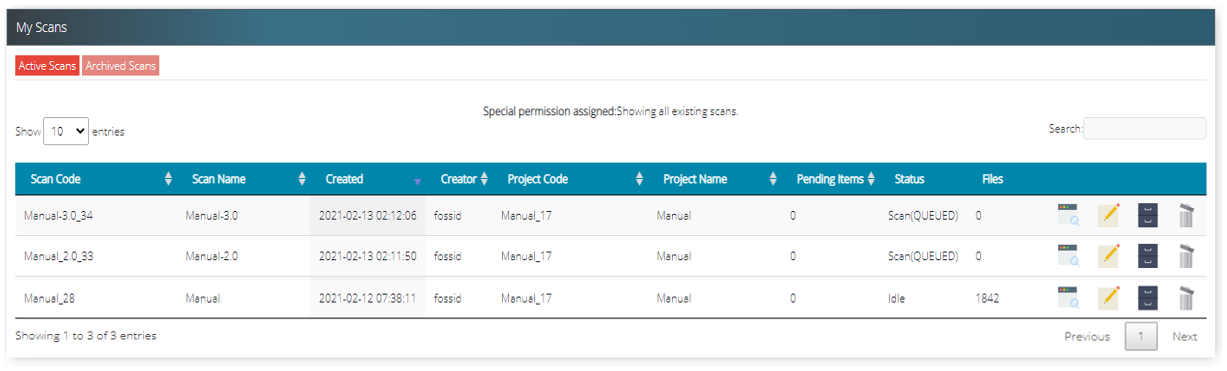 My Scans
Active Scans Archived Scans
Special permission assigned:Showing all existing scans.
Show 10 entries Search:
Scan Code Scan Name Created Creator Project Code Project Name Pending Items Status Files
Manual-3.0_34 Manual-3.0 2021-02-13 02:12:06 fossid Manual_17 Manual 0 Scan(QUEUED) 0
Manual_2.0_33 Manual-2.0 2021-02-13 02:11:50 fossid Manual_17 Manual 0 Scan(QUEUED) 0
Manual_28 Manual 2021-02-12 07:38:11 fossid Manual_17 Manual 0 Idle 1842
Showing 1 to 3 of 3 entries Previous 1 Next